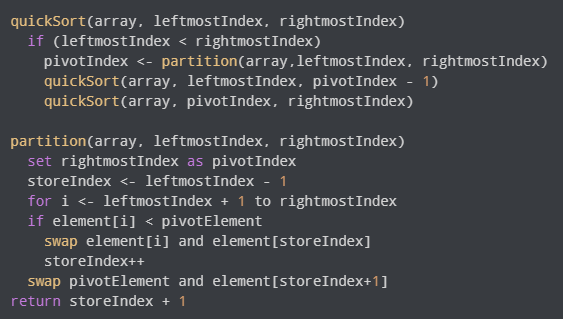 quickSort(array, leftmostIndex, rightmostIndex)
  if (leftmostIndex < rightmostIndex)
    pivotIndex <- partition(array,leftmostIndex, rightmostIndex)
    quickSort(array, leftmostIndex, pivotIndex - 1)
    quickSort(array, pivotIndex, rightmostIndex)

partition(array, leftmostIndex, rightmostIndex)
  set rightmostIndex as pivotIndex
  storeIndex <- leftmostIndex - 1
  for i <- leftmostIndex + 1 to rightmostIndex
  if element[i] < pivotElement
    swap element[i] and element[storeIndex]
    storeIndex++
  swap pivotElement and element[storeIndex+1]
return storeIndex + 1